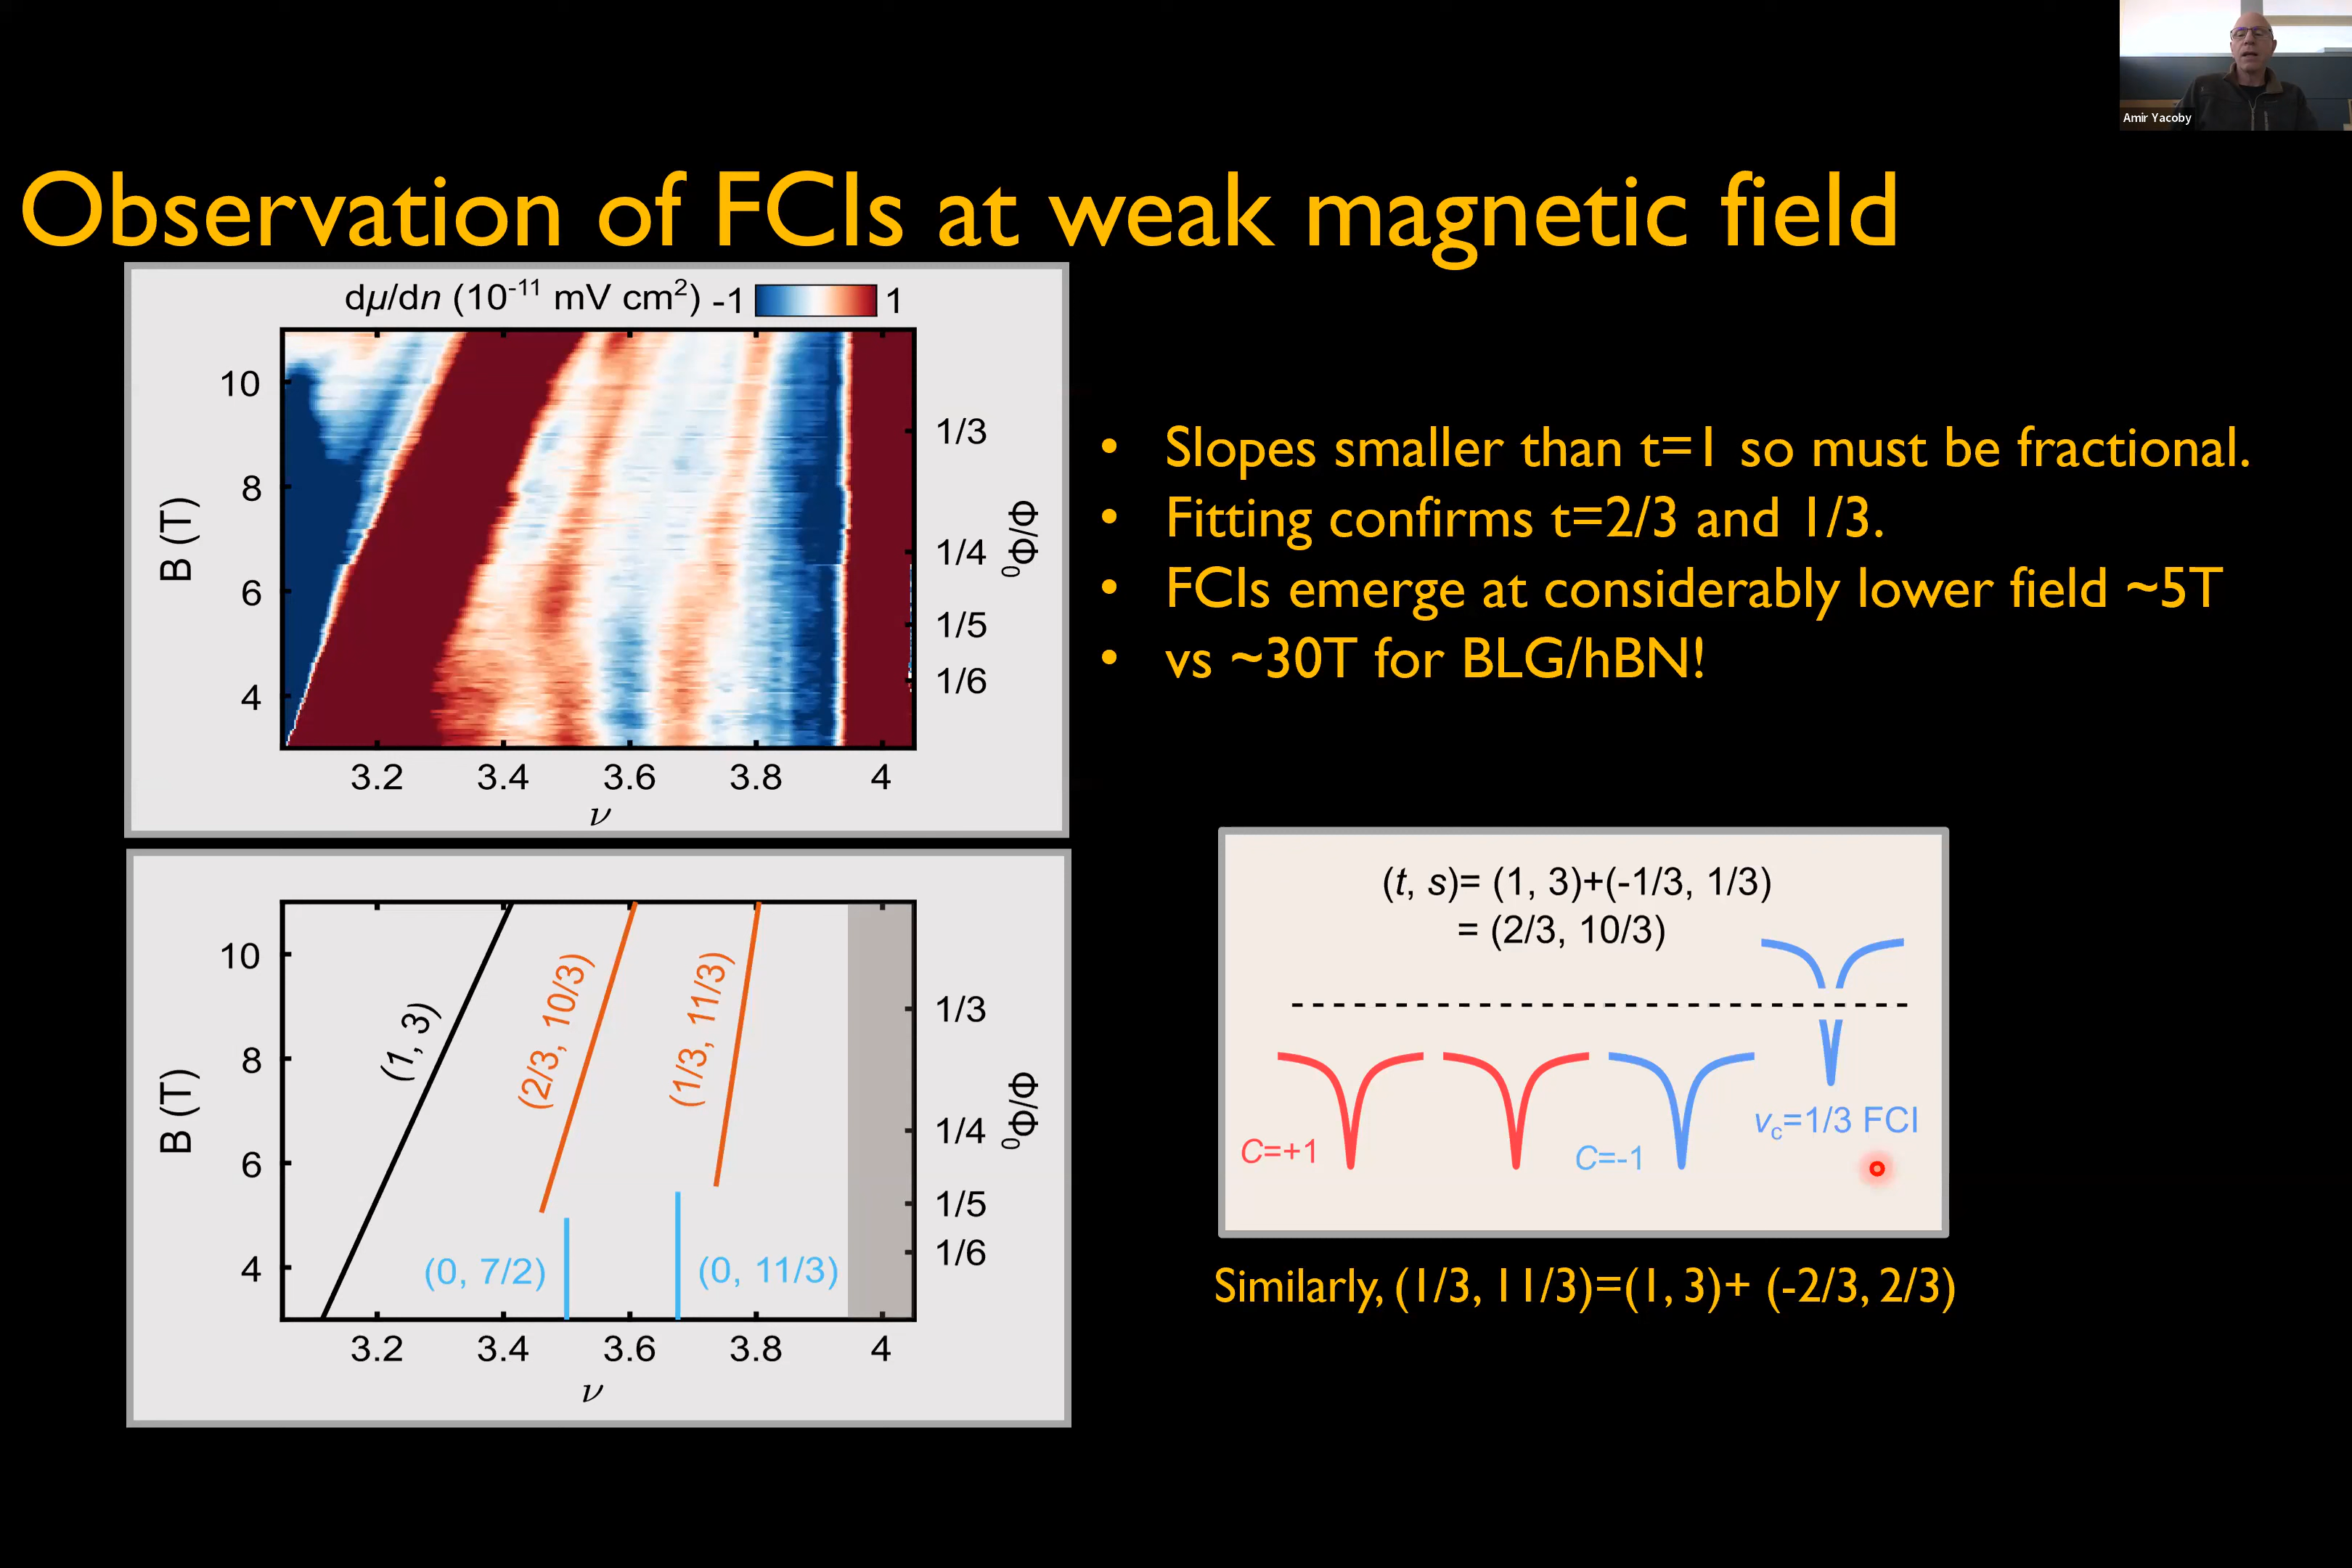 Amir Yacoby
Observation of FCIs at weak magnetic field
dμ/dn (10⁻¹¹ mV cm²) -1 1
10
8
6
4
B (T)
1/3
1/4
1/5
1/6
Φ/Φ₀
3.2 3.4 3.6 3.8 4
ν
• Slopes smaller than t=1 so must be fractional.
• Fitting confirms t=2/3 and 1/3.
• FCIs emerge at considerably lower field ~5T
• vs ~30T for BLG/hBN!
10
8
6
4
B (T)
(1, 3)
(2/3, 10/3)
(1/3, 11/3)
(0, 7/2)
(0, 11/3)
1/3
1/4
1/5
1/6
Φ/Φ₀
3.2 3.4 3.6 3.8 4
ν
(t, s)= (1, 3)+(-1/3, 1/3)
= (2/3, 10/3)
C=+1
C=-1
νc=1/3 FCI
Similarly, (1/3, 11/3)=(1, 3)+ (-2/3, 2/3)